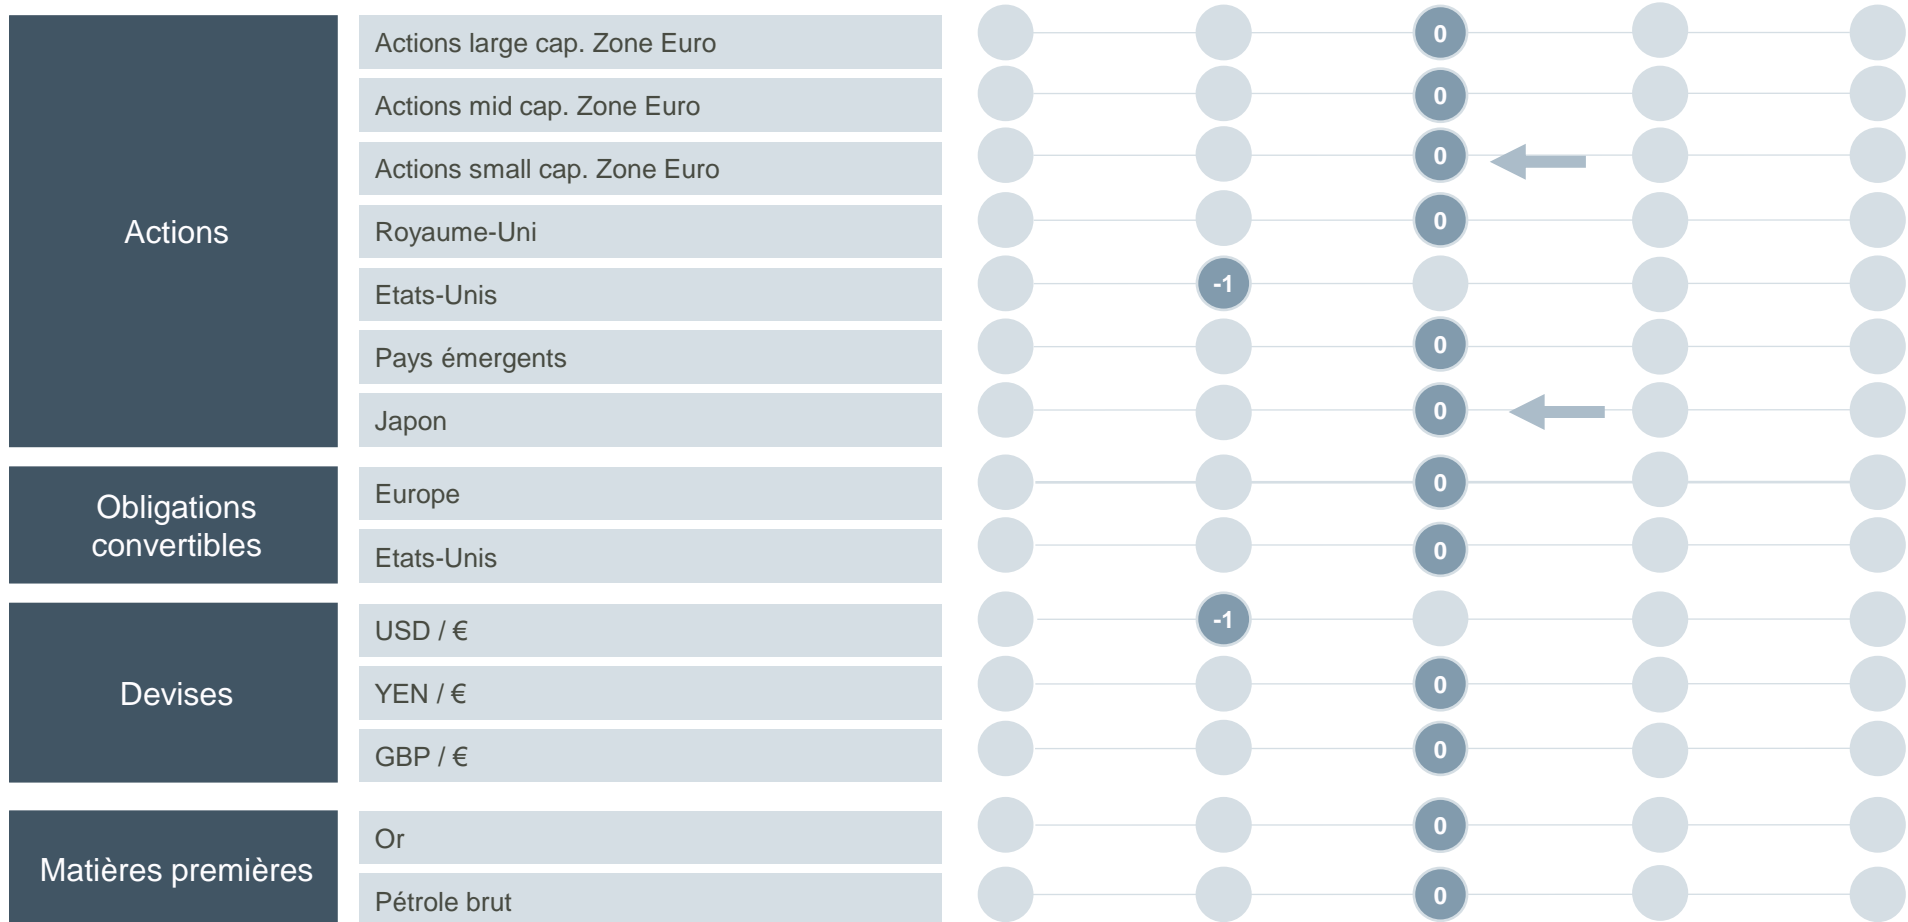 Actions
Actions large cap. Zone Euro
0
Actions mid cap. Zone Euro
0
Actions small cap. Zone Euro
0
Royaume-Uni
0
Etats-Unis
-1
Pays émergents
0
Japon
0
Obligations
convertibles
Europe
0
Etats-Unis
0
Devises
USD / €
-1
YEN / €
0
GBP / €
0
Matières premières
Or
0
Pétrole brut
0